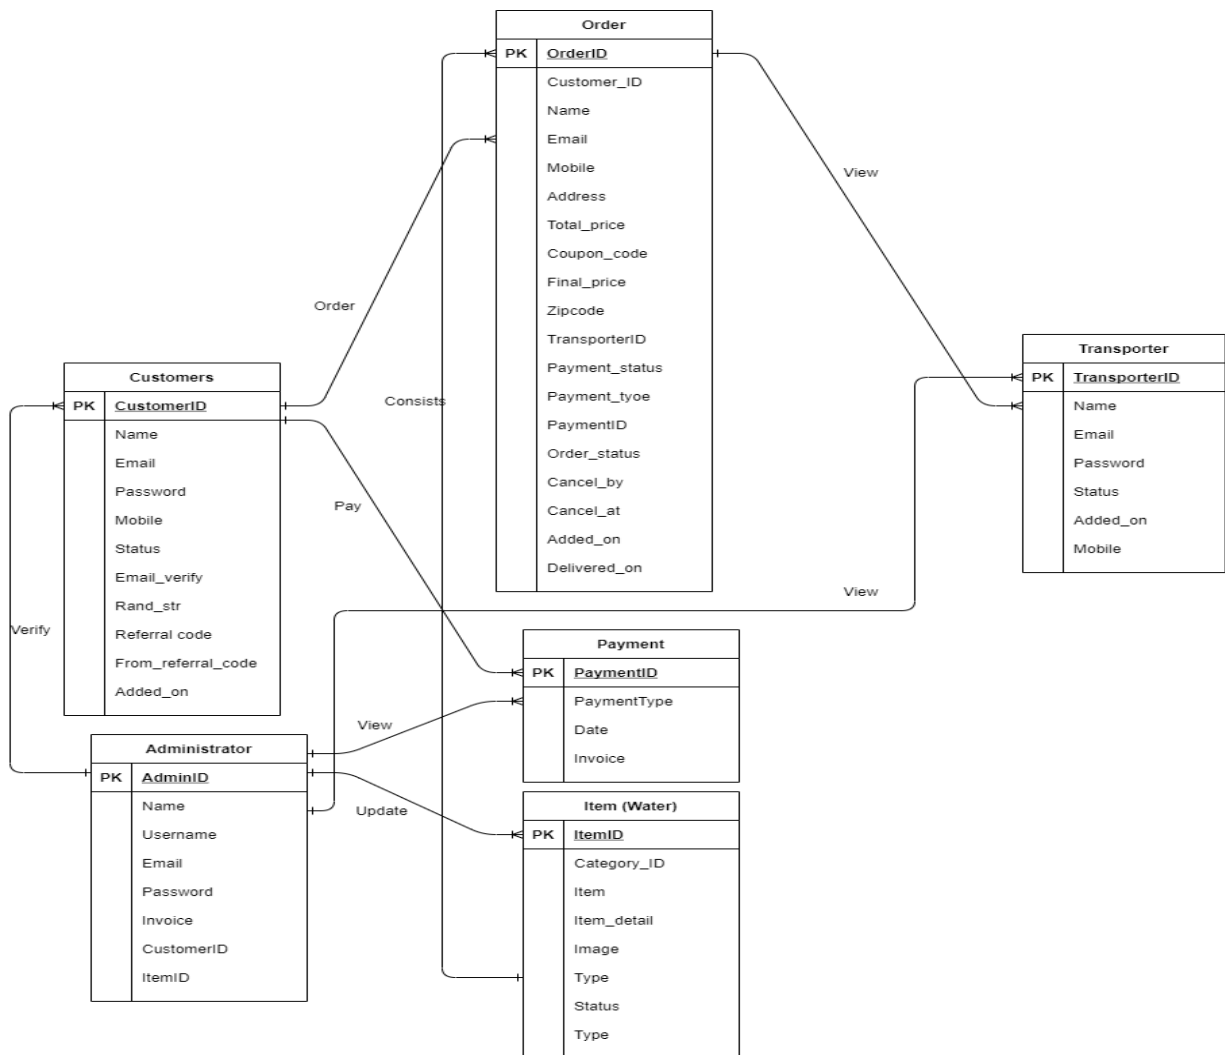 Order
PK OrderID
Customer_ID
Name
Email
Mobile
Address
Total_price
Coupon_code
Final_price
Zipcode
TransporterID
Payment_status
Payment_tyoe
PaymentID
Order_status
Cancel_by
Cancel_at
Added_on
Delivered_on
View
Order
Consists
Transporter
PK TransporterID
Name
Email
Password
Status
Added_on
Mobile
Customers
PK CustomerID
Name
Email
Password
Mobile
Status
Email_verify
Rand_str
Referral code
From_referral_code
Added_on
Pay
View
Verify
Payment
PK PaymentID
PaymentType
Date
Invoice
View
Update
Administrator
PK AdminID
Name
Username
Email
Password
Invoice
CustomerID
ItemID
Item (Water)
PK ItemID
Category_ID
Item
Item_detail
Image
Type
Status
Type